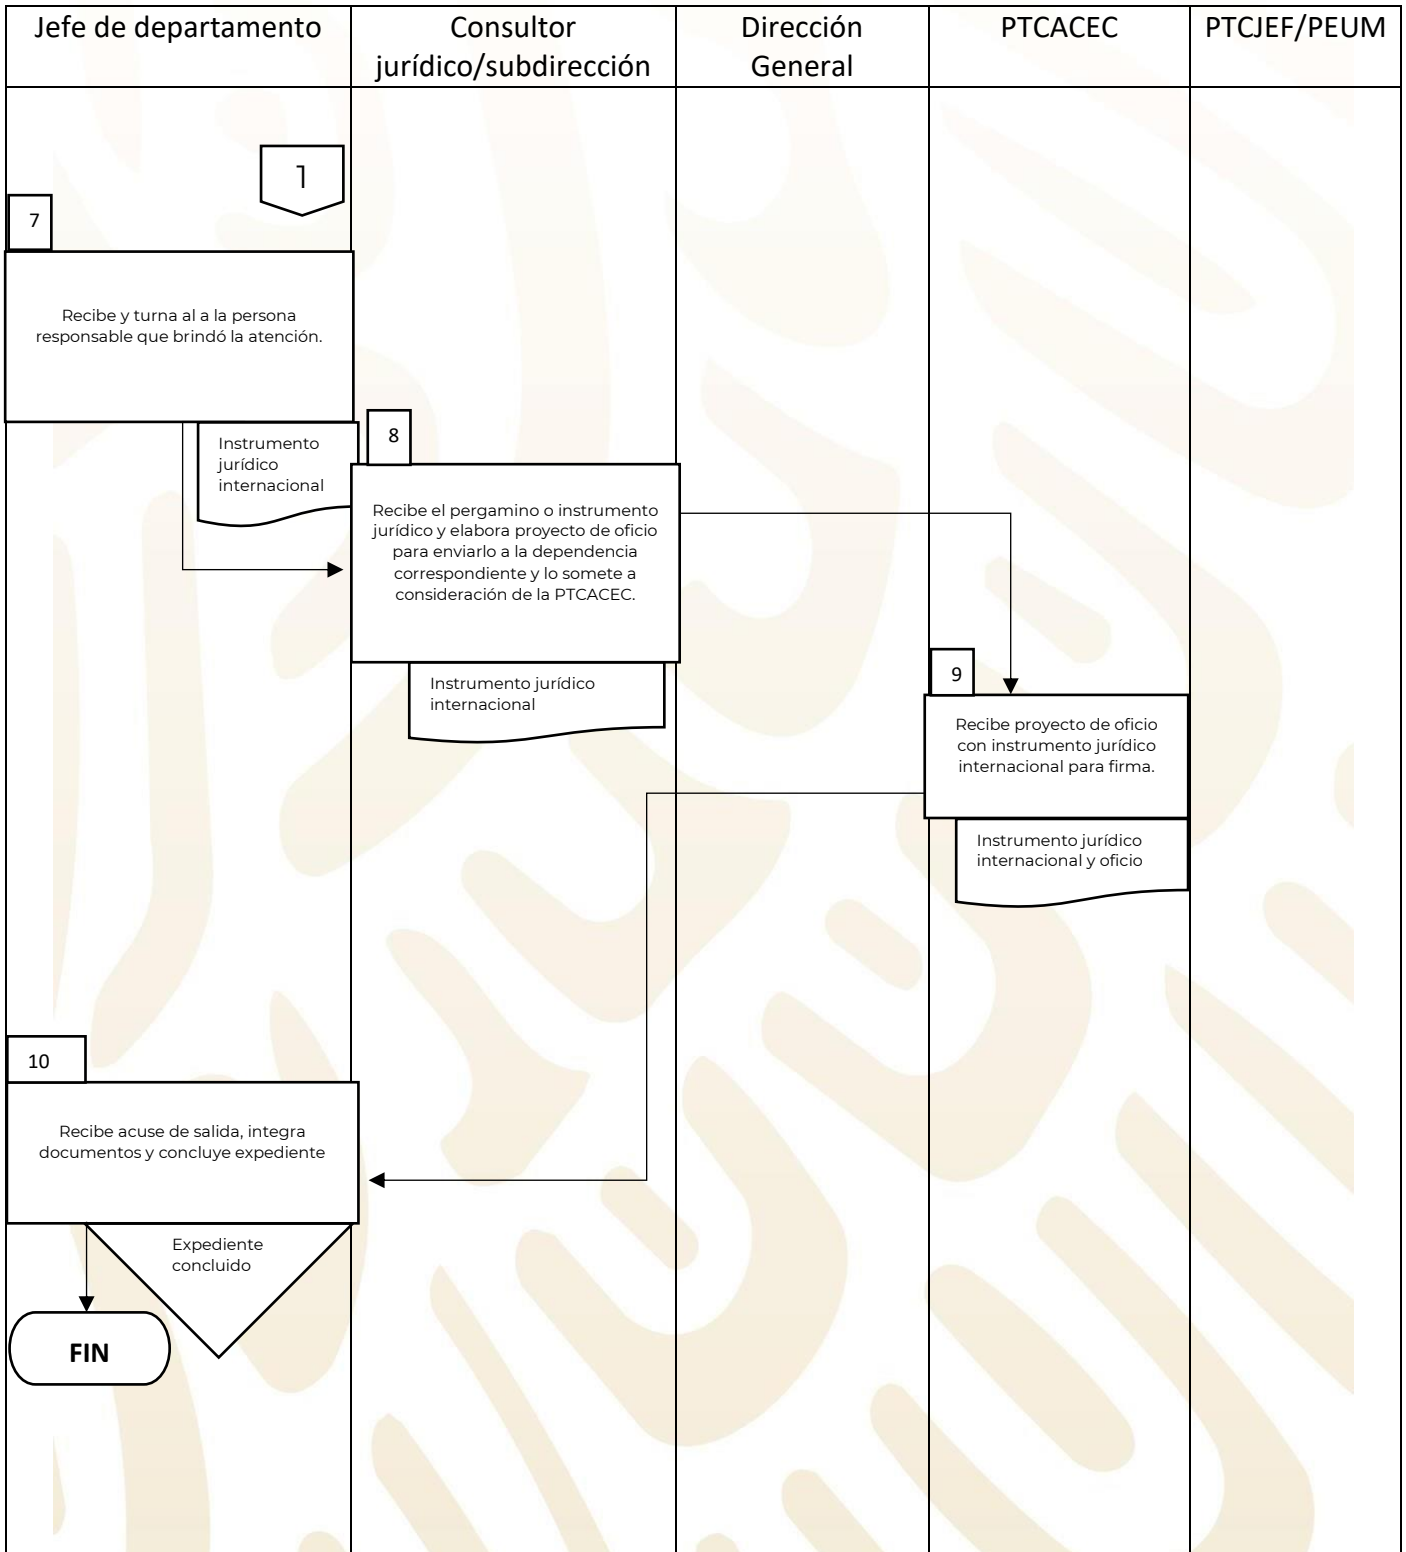 Jefe de departamento
Consultor
jurídico/subdirección
Dirección
General
PTCACEC
PTCJEF/PEUM
1
7
Recibe y turna al a la persona
responsable que brindó la atención.
Instrumento
jurídico
internacional
8
Recibe el pergamino o instrumento
jurídico y elabora proyecto de oficio
para enviarlo a la dependencia
correspondiente y lo somete a
consideración de la PTCACEC.
Instrumento jurídico
internacional
9
Recibe proyecto de oficio
con instrumento jurídico
internacional para firma.
Instrumento jurídico
internacional y oficio
10
Recibe acuse de salida, integra
documentos y concluye expediente
Expediente
concluido
FIN